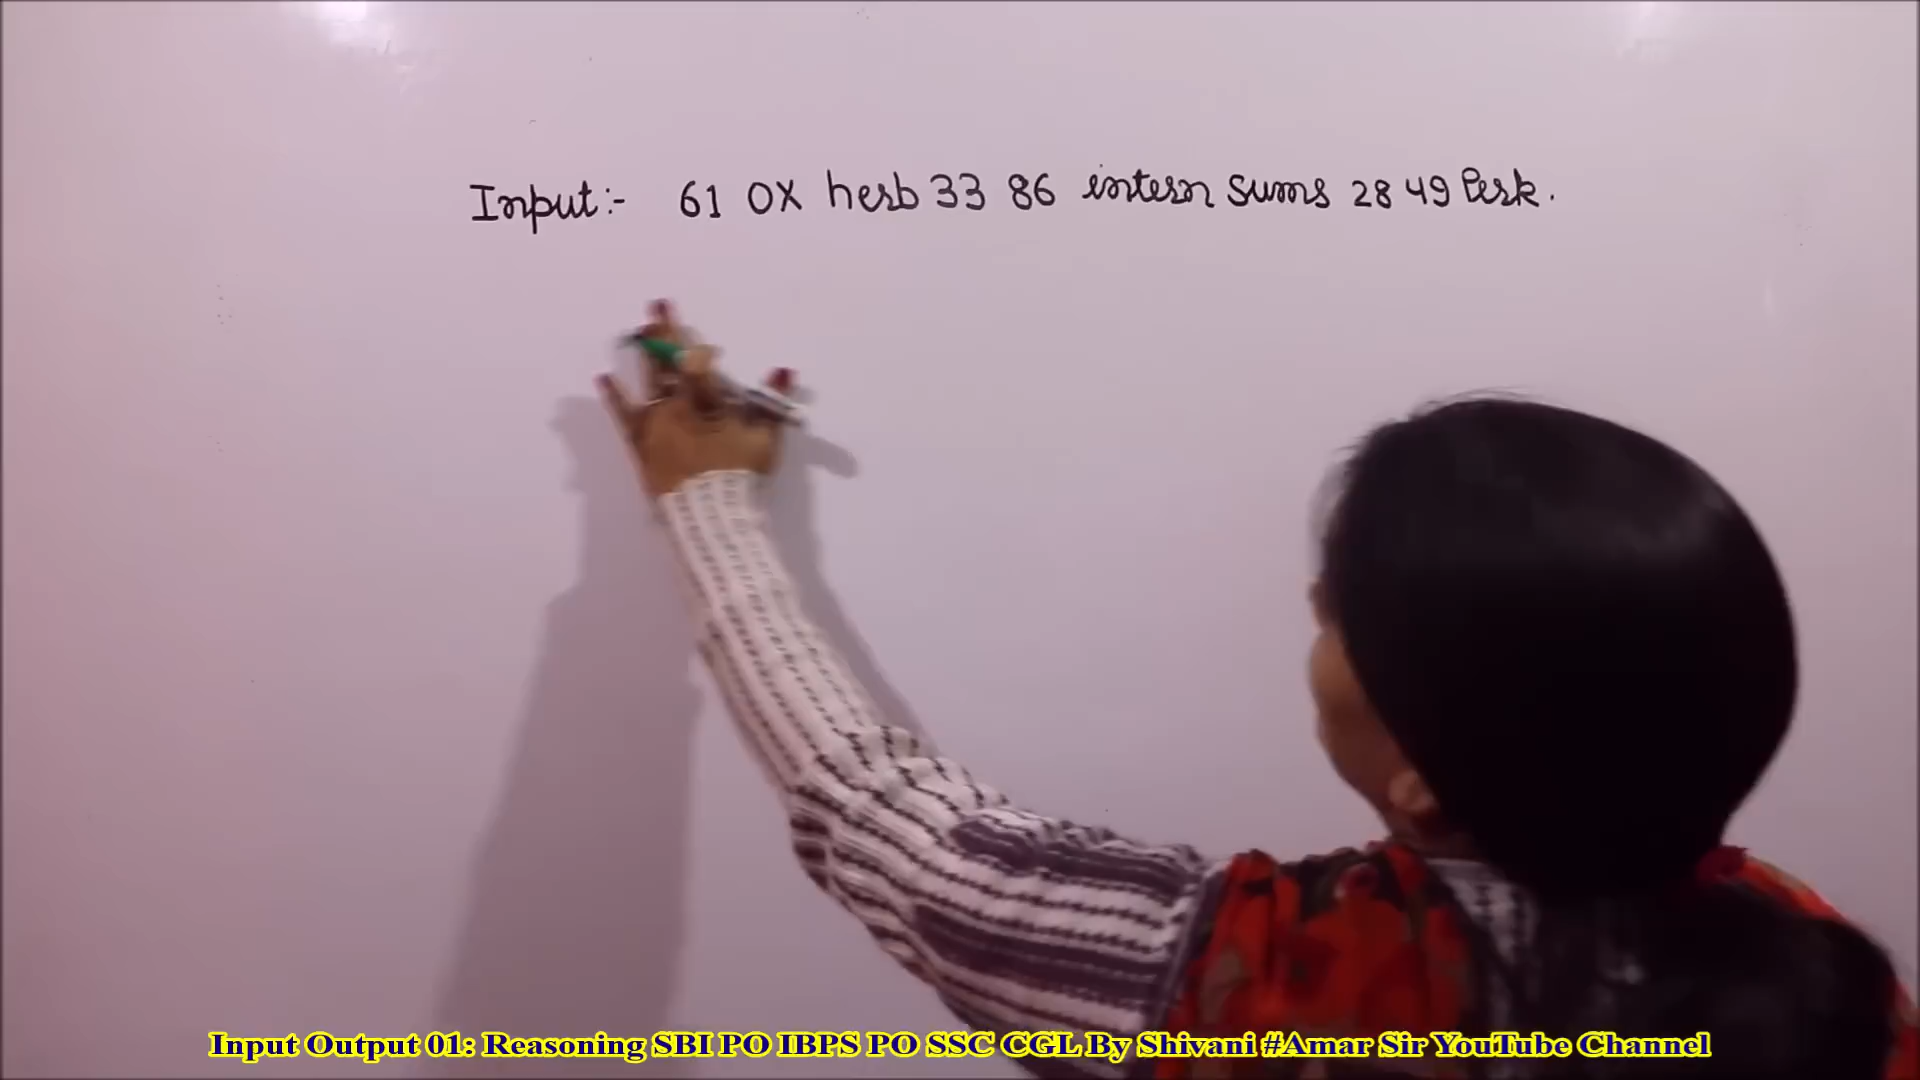 Input:- 61 ox herb 33 86 intern sums 28 49 Perk.
Input Output 01: Reasoning SBI PO IBPS PO SSC CGL By Shivani #Amar Sir YouTube Channel